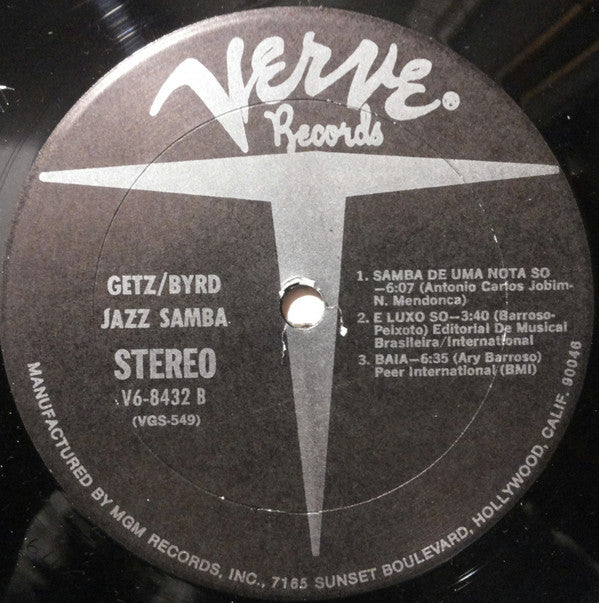 VERVE®
Records
GETZ/BYRD
JAZZ SAMBA
STEREO
V6-8432 B
(VGS-549)
1. SAMBA DE UMA NOTA SO
—6:07 (Antonio Carlos Jobim-
N. Mendonca)
2. E LUXO SO—3:40 (Barroso-
Peixoto) Editorial De Musical
Brasileira/International
3. BAIA—6:35 (Ary Barroso)
Peer International (BMI)
MANUFACTURED BY MGM RECORDS, INC., 7165 SUNSET BOULEVARD, HOLLYWOOD, CALIF. 90046